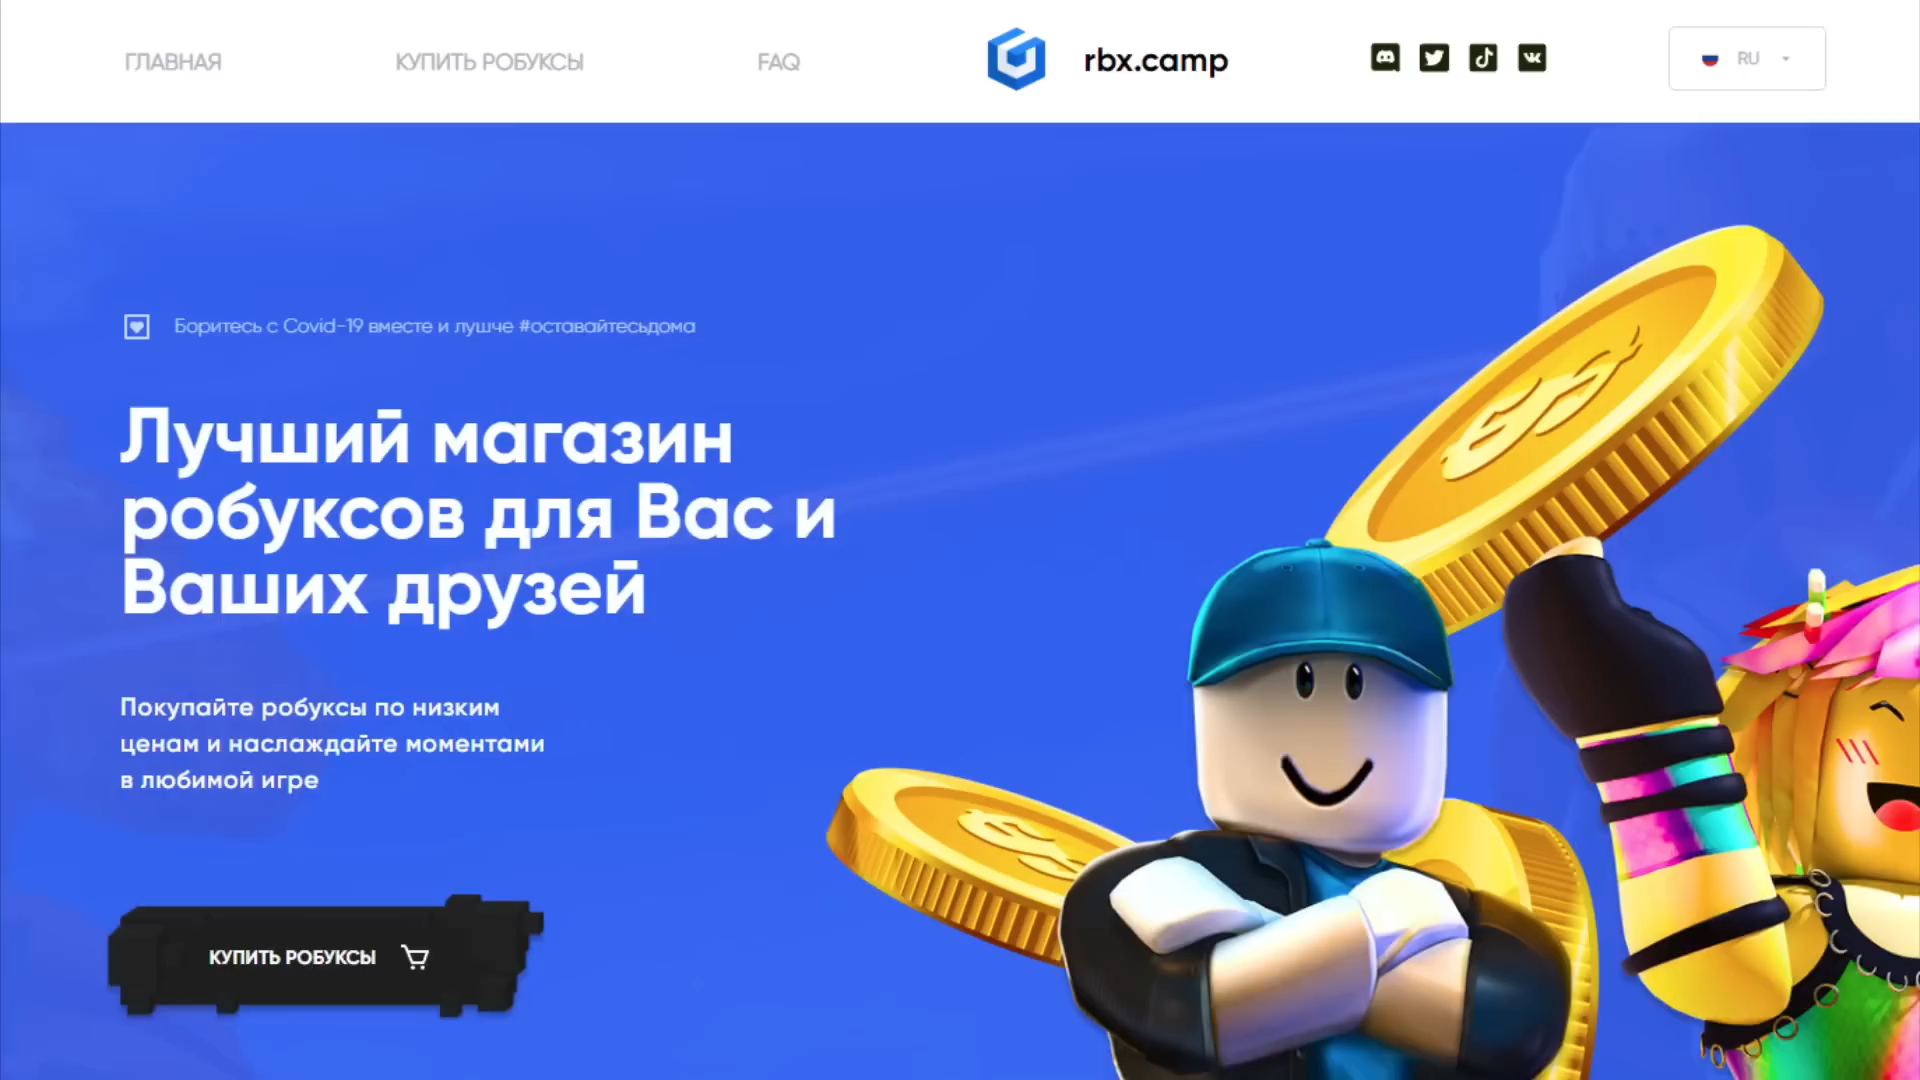 ГЛАВНАЯ
КУПИТЬ РОБУКСЫ
FAQ
rbx.camp
RU
Боритесь с Covid-19 вместе и лушче #оставайтесьдома
Лучший магазин
робуксов для Вас и
Ваших друзей
Покупайте робуксы по низким
ценам и наслаждайте моментами
в любимой игре
КУПИТЬ РОБУКСЫ